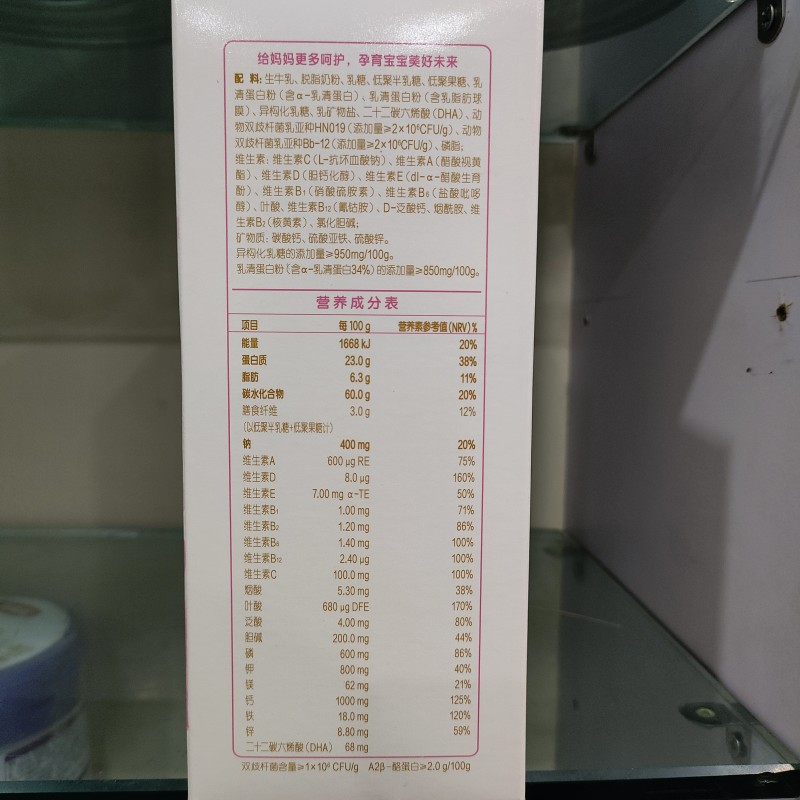 给妈妈更多呵护，孕育宝宝美好未来
配 料：生牛乳、脱脂奶粉、乳糖、低聚半乳糖、低聚果糖、乳
清蛋白粉（含α-乳清蛋白）、乳清蛋白粉（含乳脂肪球
膜）、异构化乳糖、乳矿物盐、二十二碳六烯酸（DHA）、动
物双歧杆菌乳亚种HN019（添加量≥2×10⁶CFU/g）、动物
双歧杆菌乳亚种Bb-12（添加量≥2×10⁶CFU/g）、磷脂；
维生素：维生素C（L-抗坏血酸钠）、维生素A（醋酸视黄
酯）、维生素D（胆钙化醇）、维生素E（dl-α-醋酸生育
酚）、维生素B₁（硝酸硫胺素）、维生素B₆（盐酸吡哆
醇）、叶酸、维生素B₁₂（氰钴胺）、D-泛酸钙、烟酰胺、维
生素B₂（核黄素）、氯化胆碱；
矿物质：碳酸钙、硫酸亚铁、硫酸锌。
异构化乳糖的添加量≥950mg/100g。
乳清蛋白粉（含α-乳清蛋白34%）的添加量≥850mg/100g。
营养成分表
项目 每 100 g 营养素参考值(NRV)%
能量 1668 kJ 20%
蛋白质 23.0 g 38%
脂肪 6.3 g 11%
碳水化合物 60.0 g 20%
膳食纤维 3.0 g 12%
（以低聚半乳糖+低聚果糖计）
钠 400 mg 20%
维生素A 600 μg RE 75%
维生素D 8.0 μg 160%
维生素E 7.00 mg α-TE 50%
维生素B₁ 1.00 mg 71%
维生素B₂ 1.20 mg 86%
维生素B₆ 1.40 mg 100%
维生素B₁₂ 2.40 μg 100%
维生素C 100.0 mg 100%
烟酸 5.30 mg 38%
叶酸 680 μg DFE 170%
泛酸 4.00 mg 80%
胆碱 200.0 mg 44%
磷 600 mg 86%
钾 800 mg 40%
镁 62 mg 21%
钙 1000 mg 125%
铁 18.0 mg 120%
锌 8.80 mg 59%
二十二碳六烯酸（DHA） 68 mg
双歧杆菌含量≥1×10⁶ CFU/g A2β-酪蛋白≥2.0 g/100g